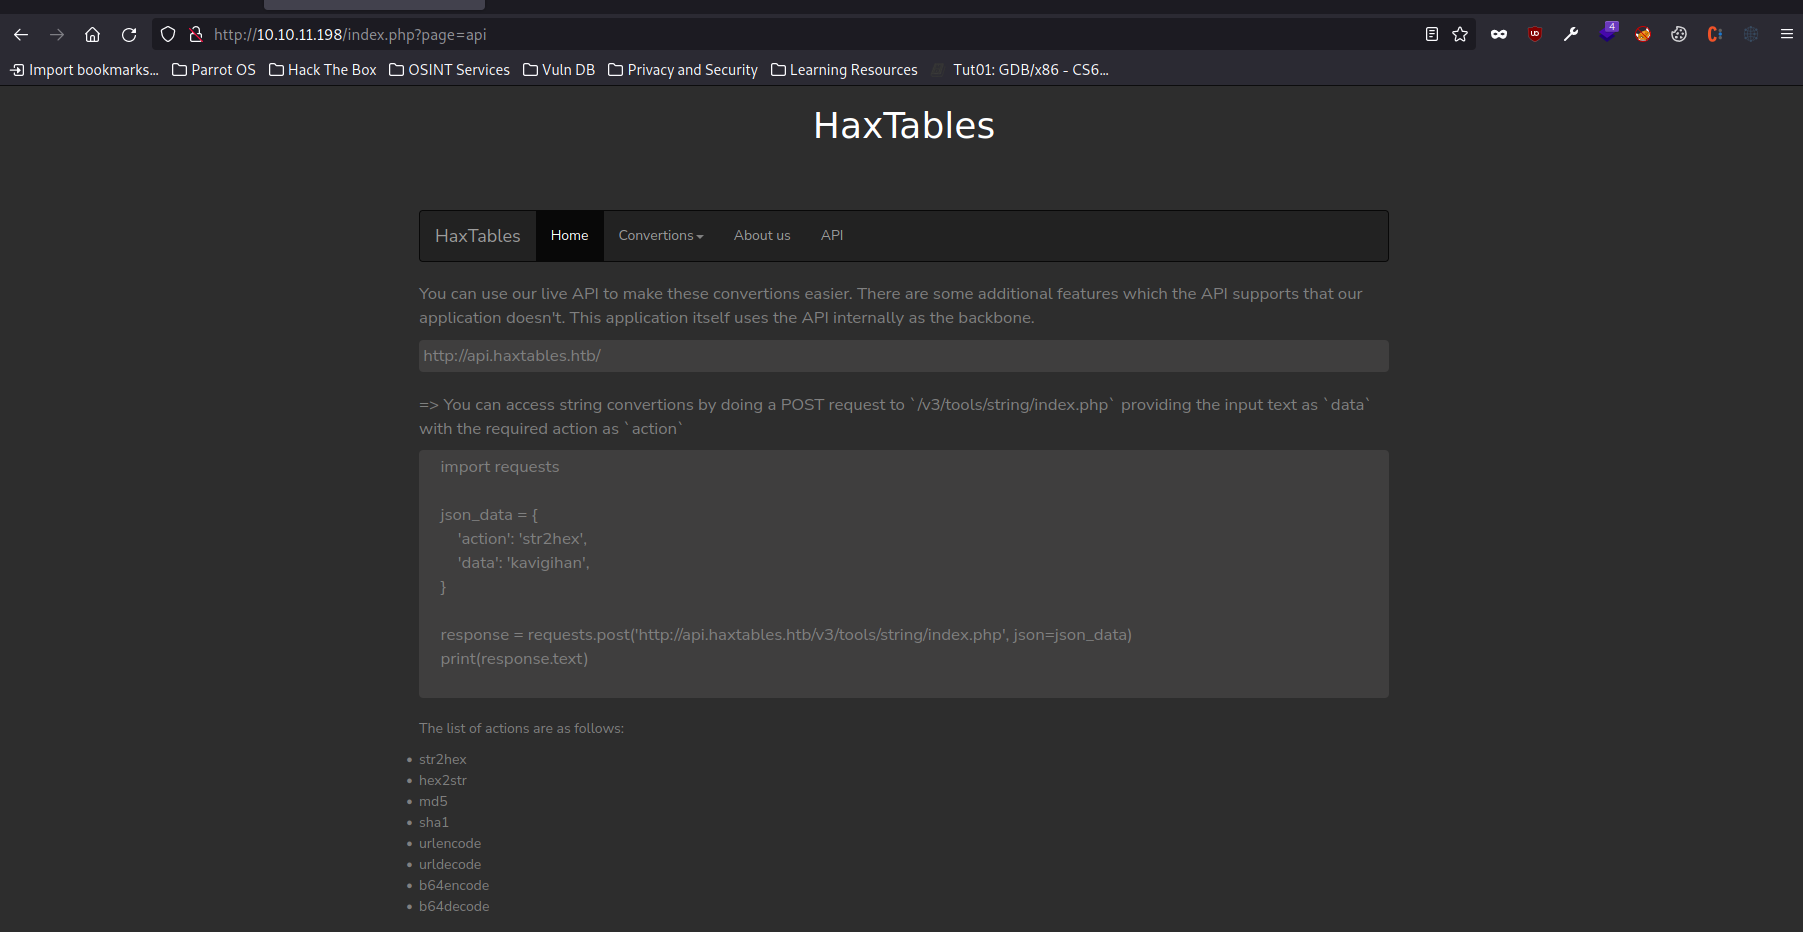 http://10.10.11.198/index.php?page=api
4
Import bookmarks... Parrot OS Hack The Box OSINT Services Vuln DB Privacy and Security Learning Resources Tut01: GDB/x86 - CS6...
HaxTables
HaxTables Home Convertions About us API
You can use our live API to make these convertions easier. There are some additional features which the API supports that our
application doesn't. This application itself uses the API internally as the backbone.
http://api.haxtables.htb/
=> You can access string convertions by doing a POST request to `/v3/tools/string/index.php` providing the input text as `data`
with the required action as `action`
import requests
json_data = {
'action': 'str2hex',
'data': 'kavigihan',
}
response = requests.post('http://api.haxtables.htb/v3/tools/string/index.php', json=json_data)
print(response.text)
The list of actions are as follows:
str2hex
hex2str
md5
sha1
urlencode
urldecode
b64encode
b64decode